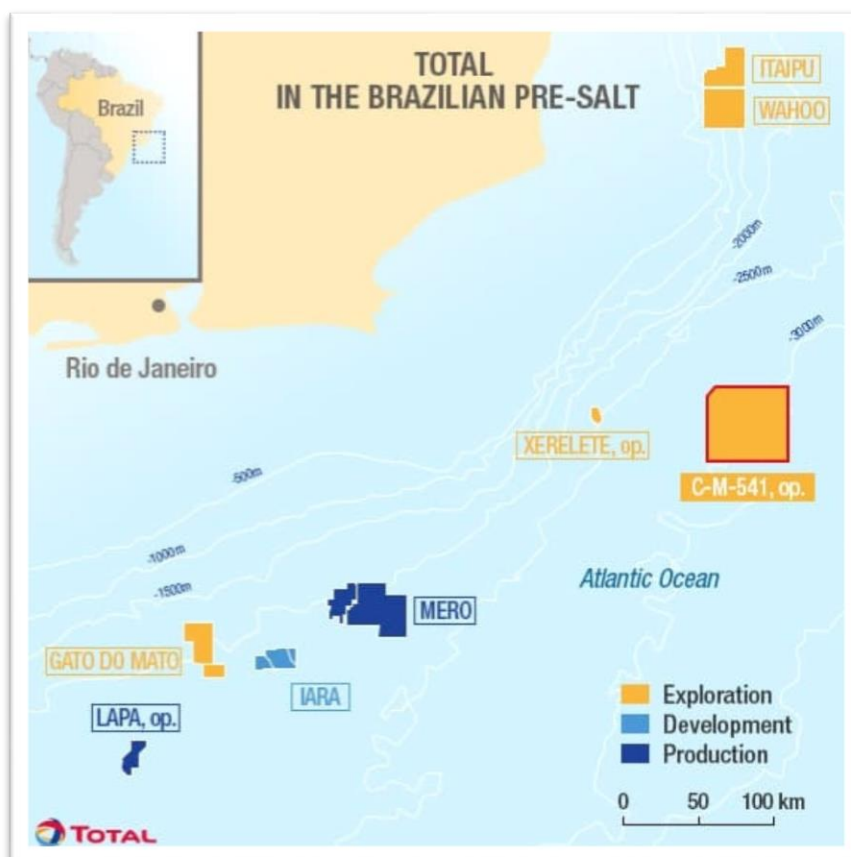 TOTAL
IN THE BRAZILIAN PRE-SALT
Brazil
ITAIPU
WAHOO
-2000m
-2500m
-3000m
Rio de Janeiro
XERELETE, op.
C-M-541, op.
-500m
-1000m
-1500m
Atlantic Ocean
MERO
GATO DO MATO
IARA
LAPA, op.
Exploration
Development
Production
0 50 100 km
TOTAL